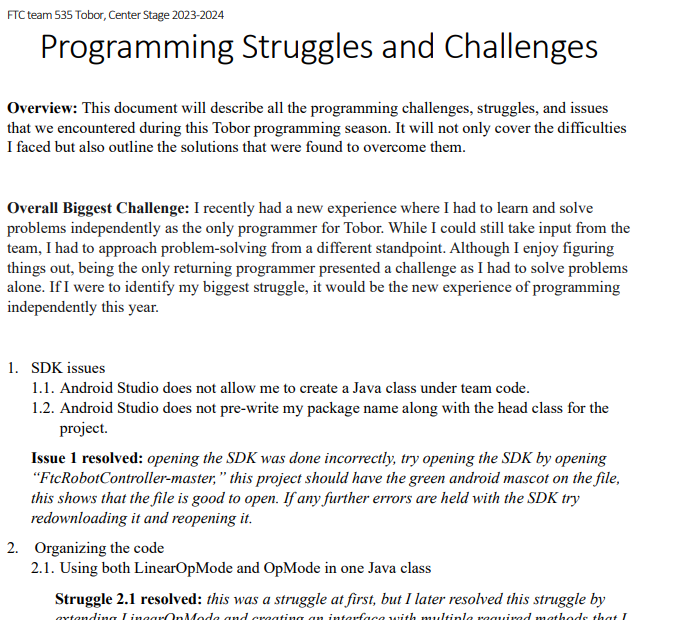 FTC team 535 Tobor, Center Stage 2023-2024
Programming Struggles and Challenges
Overview: This document will describe all the programming challenges, struggles, and issues
that we encountered during this Tobor programming season. It will not only cover the difficulties
I faced but also outline the solutions that were found to overcome them.
Overall Biggest Challenge: I recently had a new experience where I had to learn and solve
problems independently as the only programmer for Tobor. While I could still take input from the
team, I had to approach problem-solving from a different standpoint. Although I enjoy figuring
things out, being the only returning programmer presented a challenge as I had to solve problems
alone. If I were to identify my biggest struggle, it would be the new experience of programming
independently this year.
1. SDK issues
1.1. Android Studio does not allow me to create a Java class under team code.
1.2. Android Studio does not pre-write my package name along with the head class for the
project.
Issue 1 resolved: opening the SDK was done incorrectly, try opening the SDK by opening
“FtcRobotController-master,” this project should have the green android mascot on the file,
this shows that the file is good to open. If any further errors are held with the SDK try
redownloading it and reopening it.
2. Organizing the code
2.1. Using both LinearOpMode and OpMode in one Java class
Struggle 2.1 resolved: this was a struggle at first, but I later resolved this struggle by
extending LinearOpMode and creating an interface with multiple required methods that I